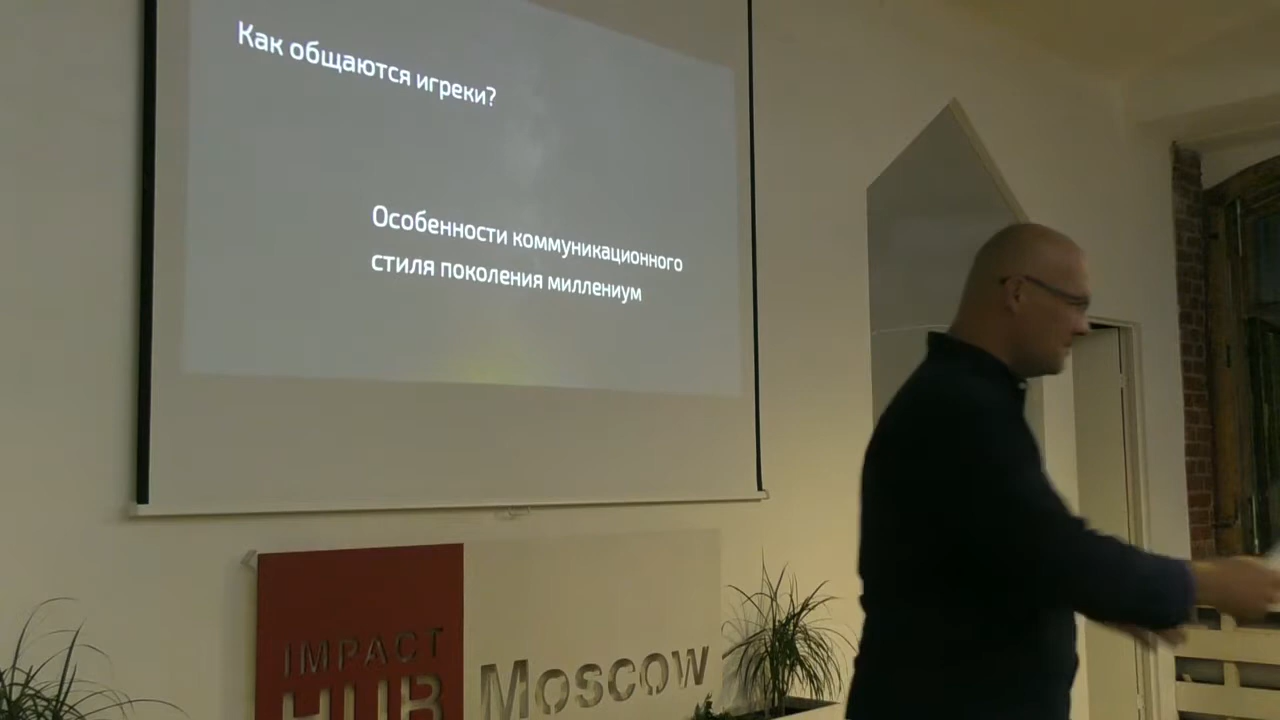 Как общаются игреки?
Особенности коммуникационного
стиля поколения миллениум
IMPACT
HUB
Moscow